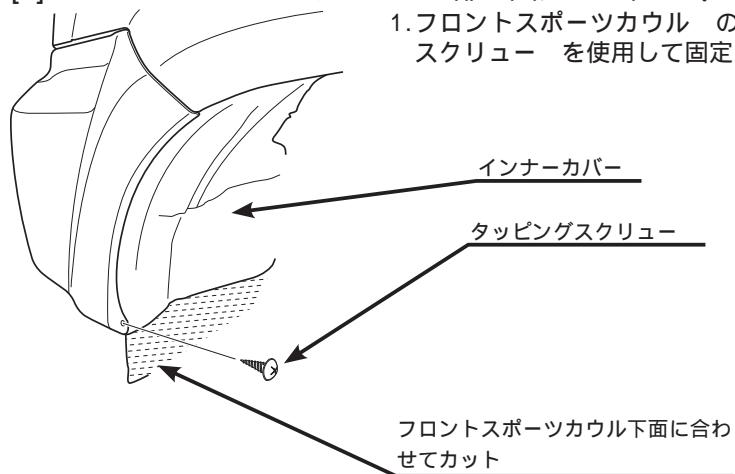 1.フロントスポーツカウル の
スクリュー を使用して固定
インナーカバー
タッピングスクリュー
フロントスポーツカウル下面に合わ
せてカット